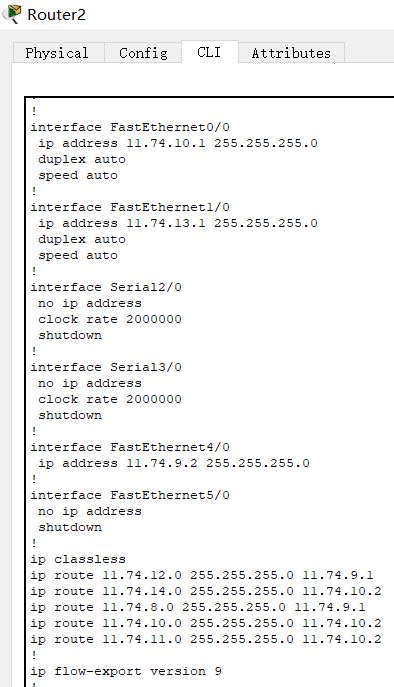 Router2
Physical Config CLI Attributes
!
interface FastEthernet0/0
ip address 11.74.10.1 255.255.255.0
duplex auto
speed auto
!
interface FastEthernet1/0
ip address 11.74.13.1 255.255.255.0
duplex auto
speed auto
!
interface Serial2/0
no ip address
clock rate 2000000
shutdown
!
interface Serial3/0
no ip address
clock rate 2000000
shutdown
!
interface FastEthernet4/0
ip address 11.74.9.2 255.255.255.0
!
interface FastEthernet5/0
no ip address
shutdown
!
ip classless
ip route 11.74.12.0 255.255.255.0 11.74.9.1
ip route 11.74.14.0 255.255.255.0 11.74.10.2
ip route 11.74.8.0 255.255.255.0 11.74.9.1
ip route 11.74.10.0 255.255.255.0 11.74.10.2
ip route 11.74.11.0 255.255.255.0 11.74.10.2
!
ip flow-export version 9
!